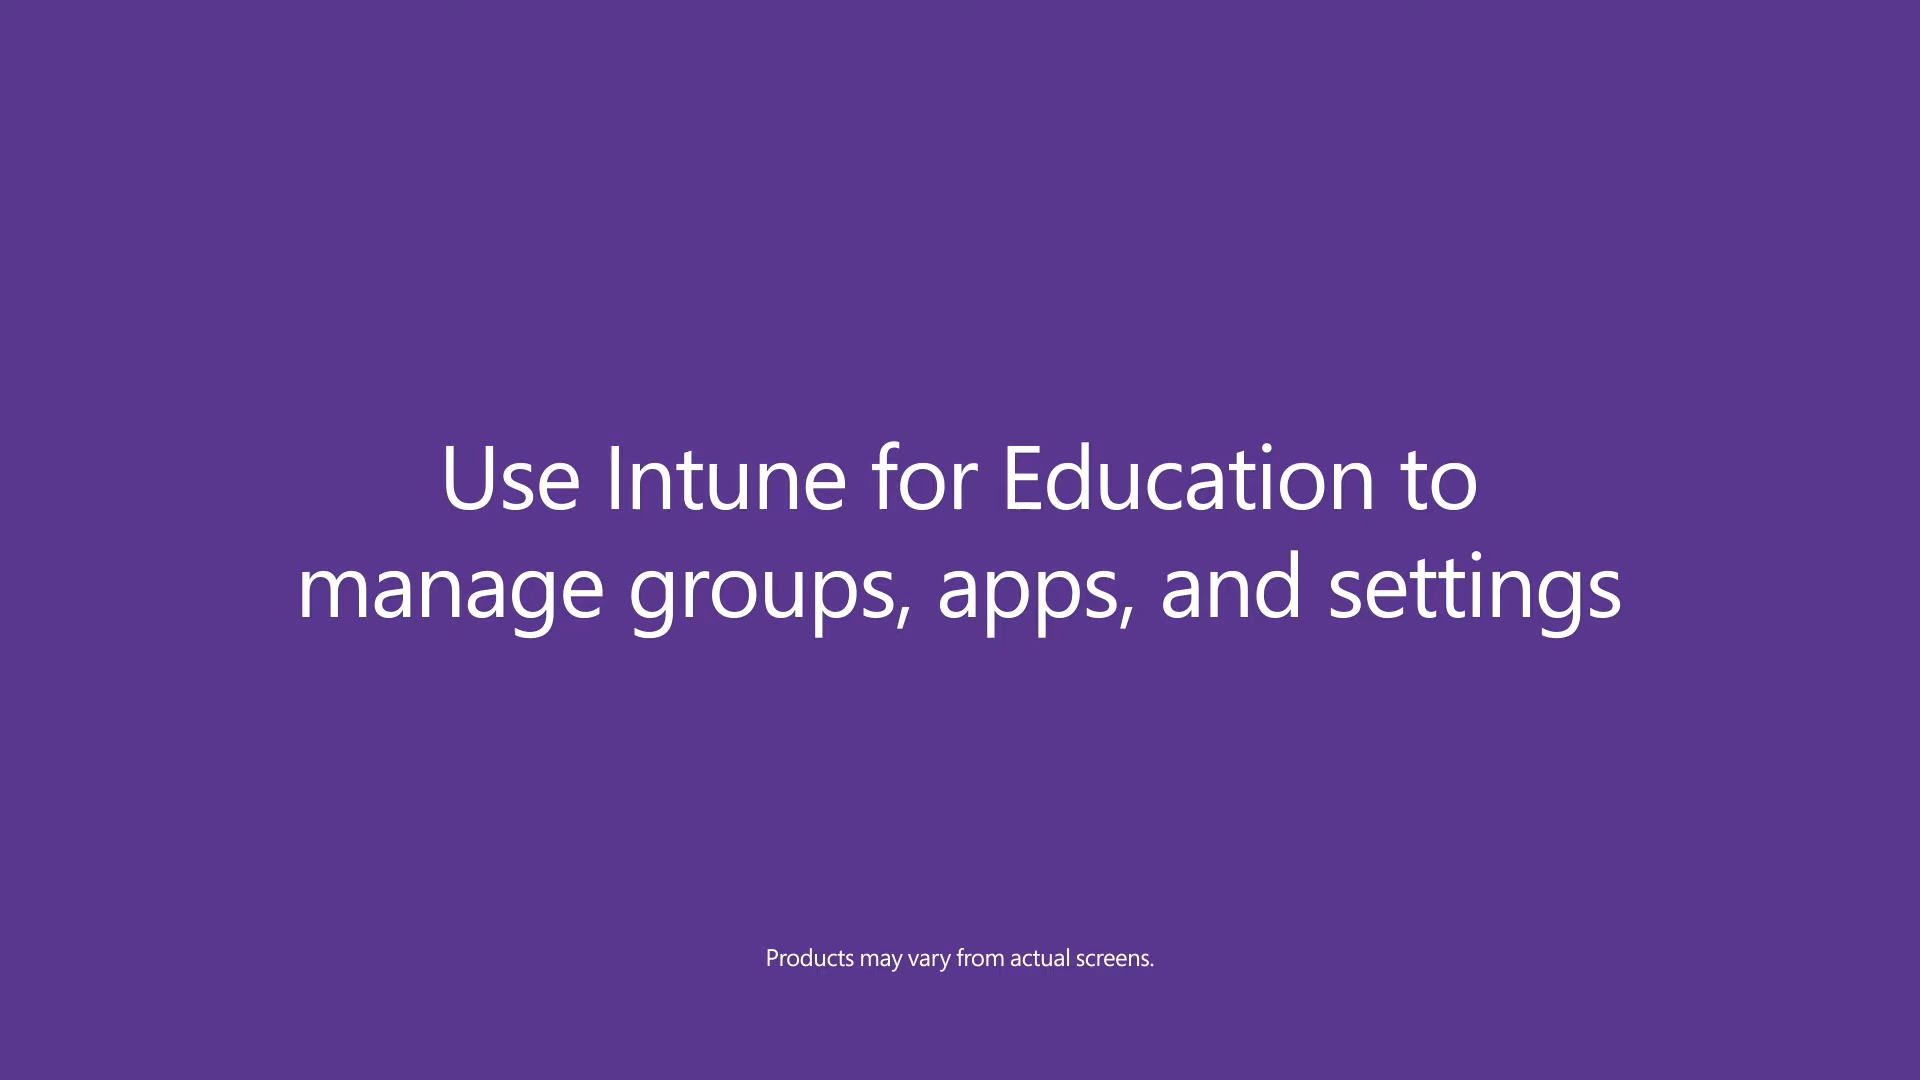 Use Intune for Education to
manage groups, apps, and settings
Products may vary from actual screens.